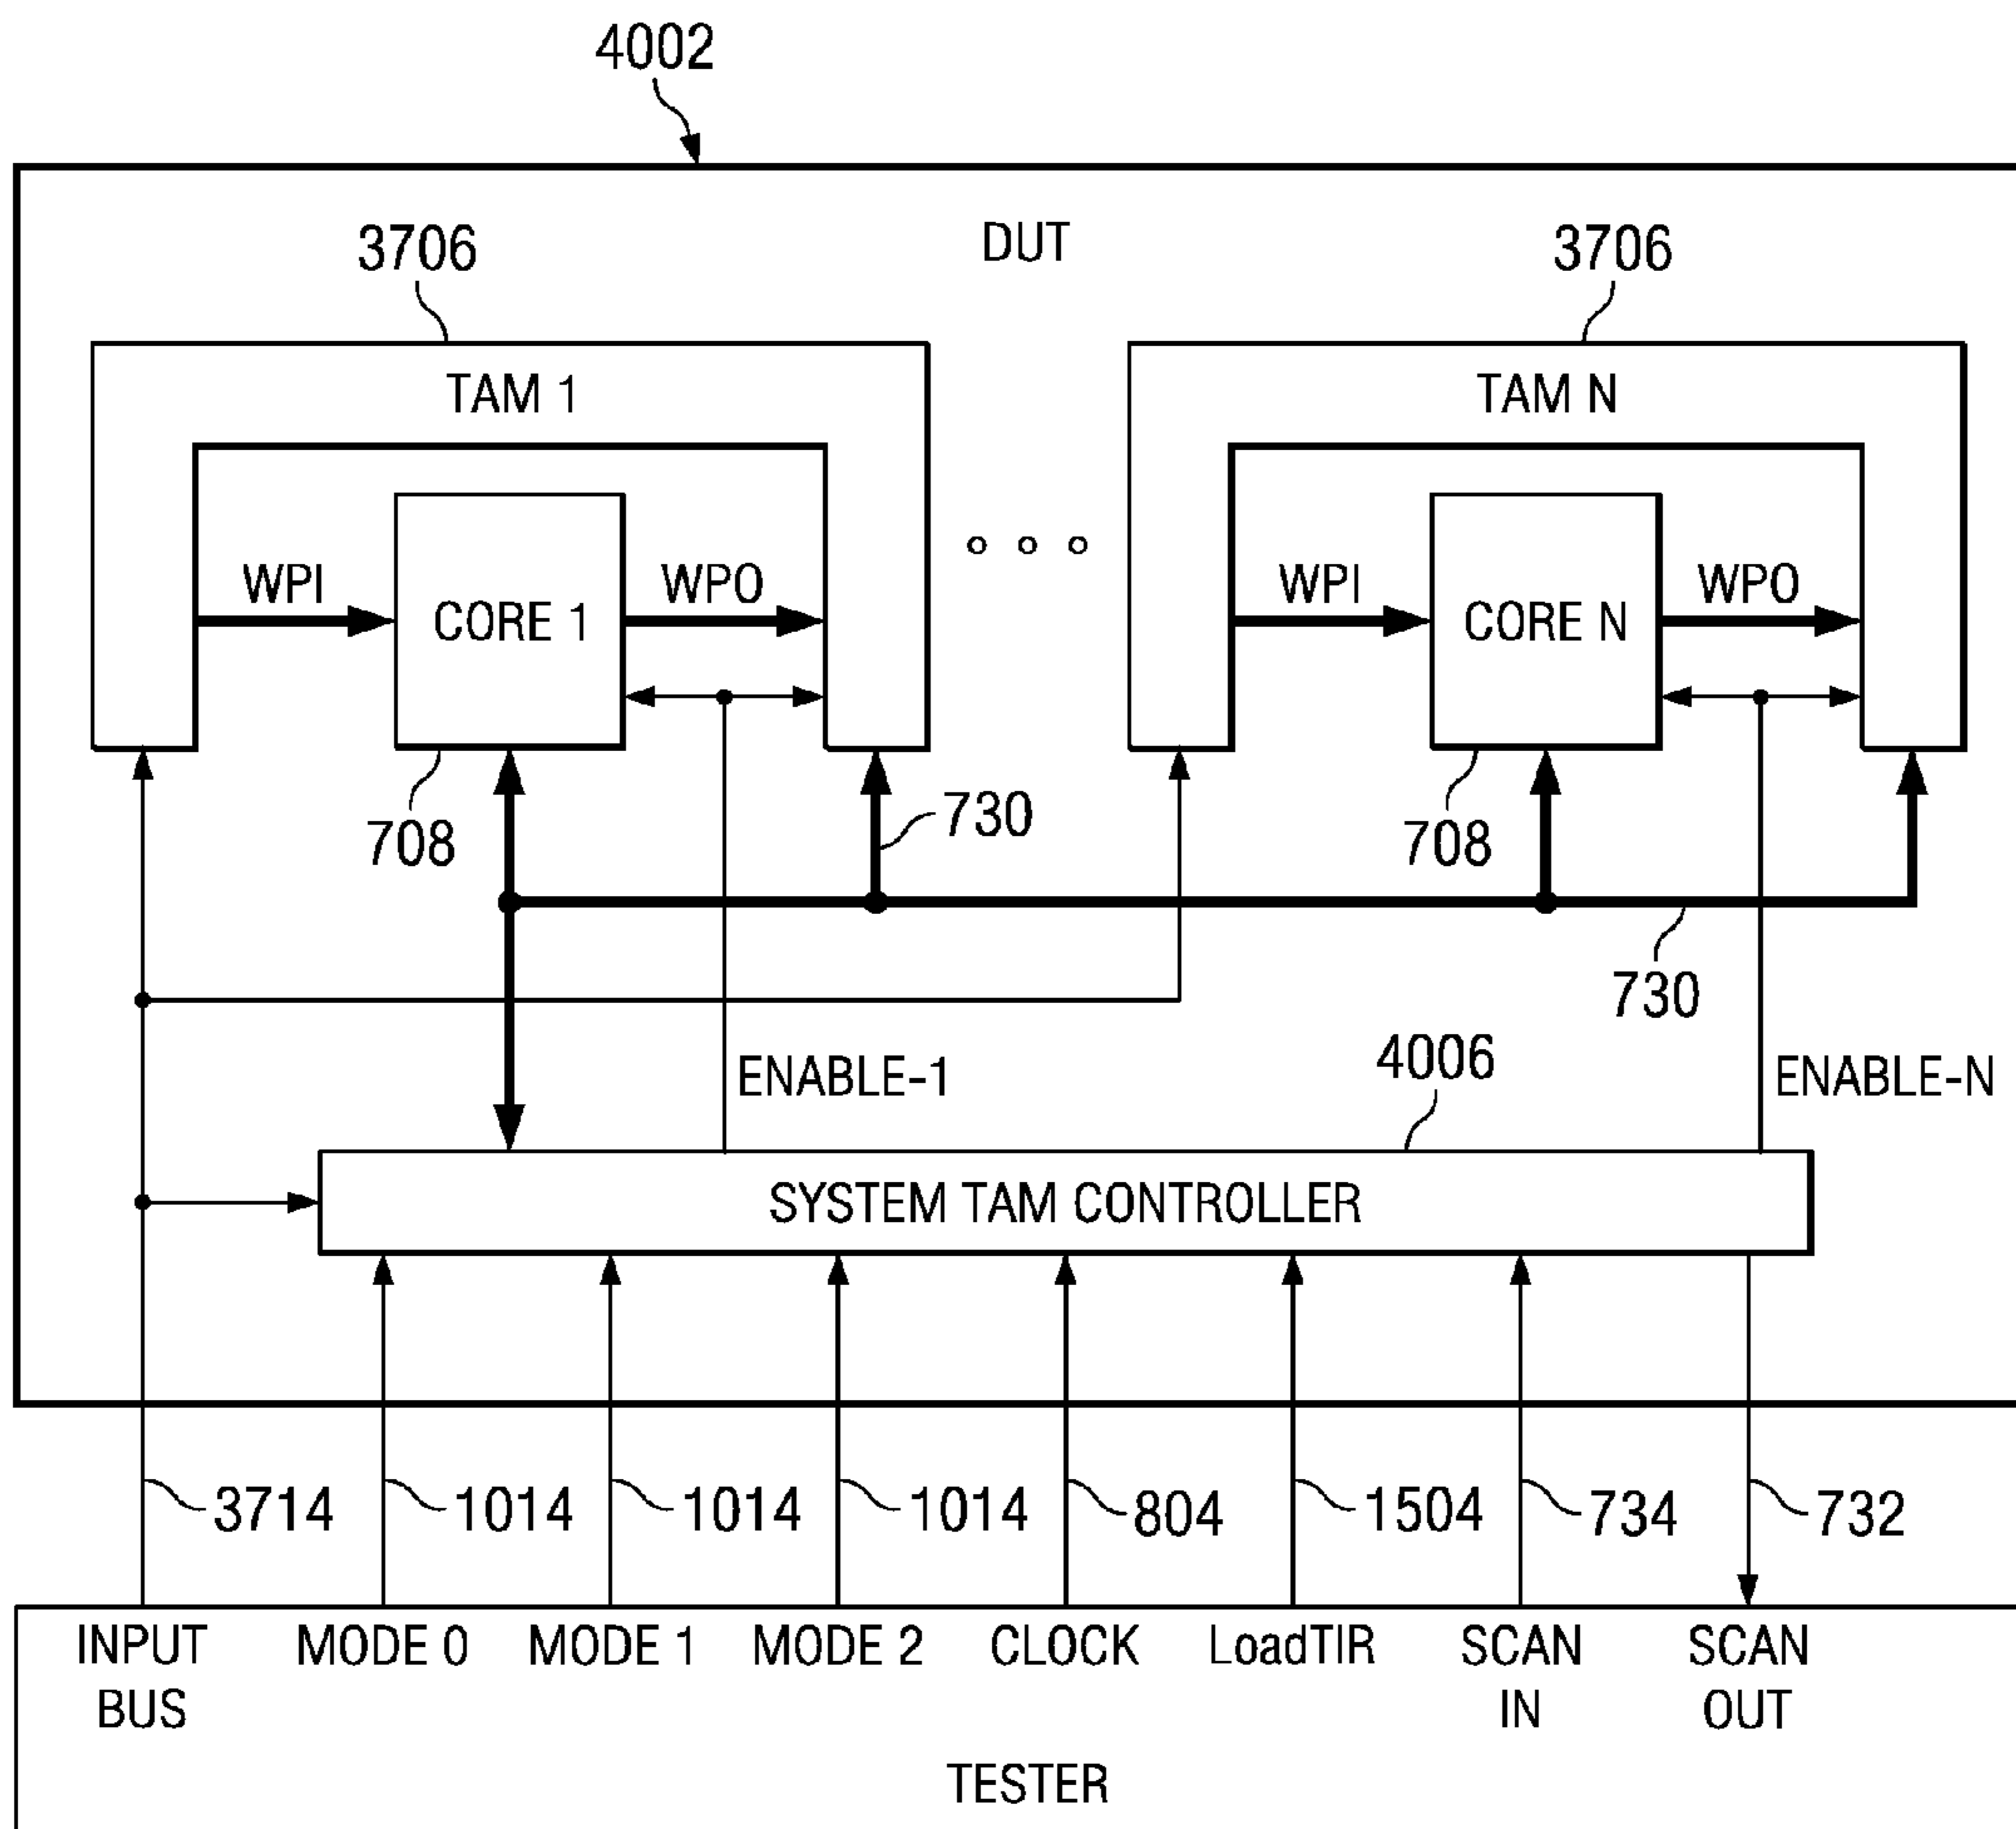 4002
DUT
3706
3706
TAM 1
TAM N
WPI
CORE 1
WPO
WPI
CORE N
WPO
708
730
708
730
ENABLE-1
4006
ENABLE-N
SYSTEM TAM CONTROLLER
3714
1014
1014
1014
804
1504
734
732
INPUT BUS
MODE 0
MODE 1
MODE 2
CLOCK
LoadTIR
SCAN IN
SCAN OUT
TESTER